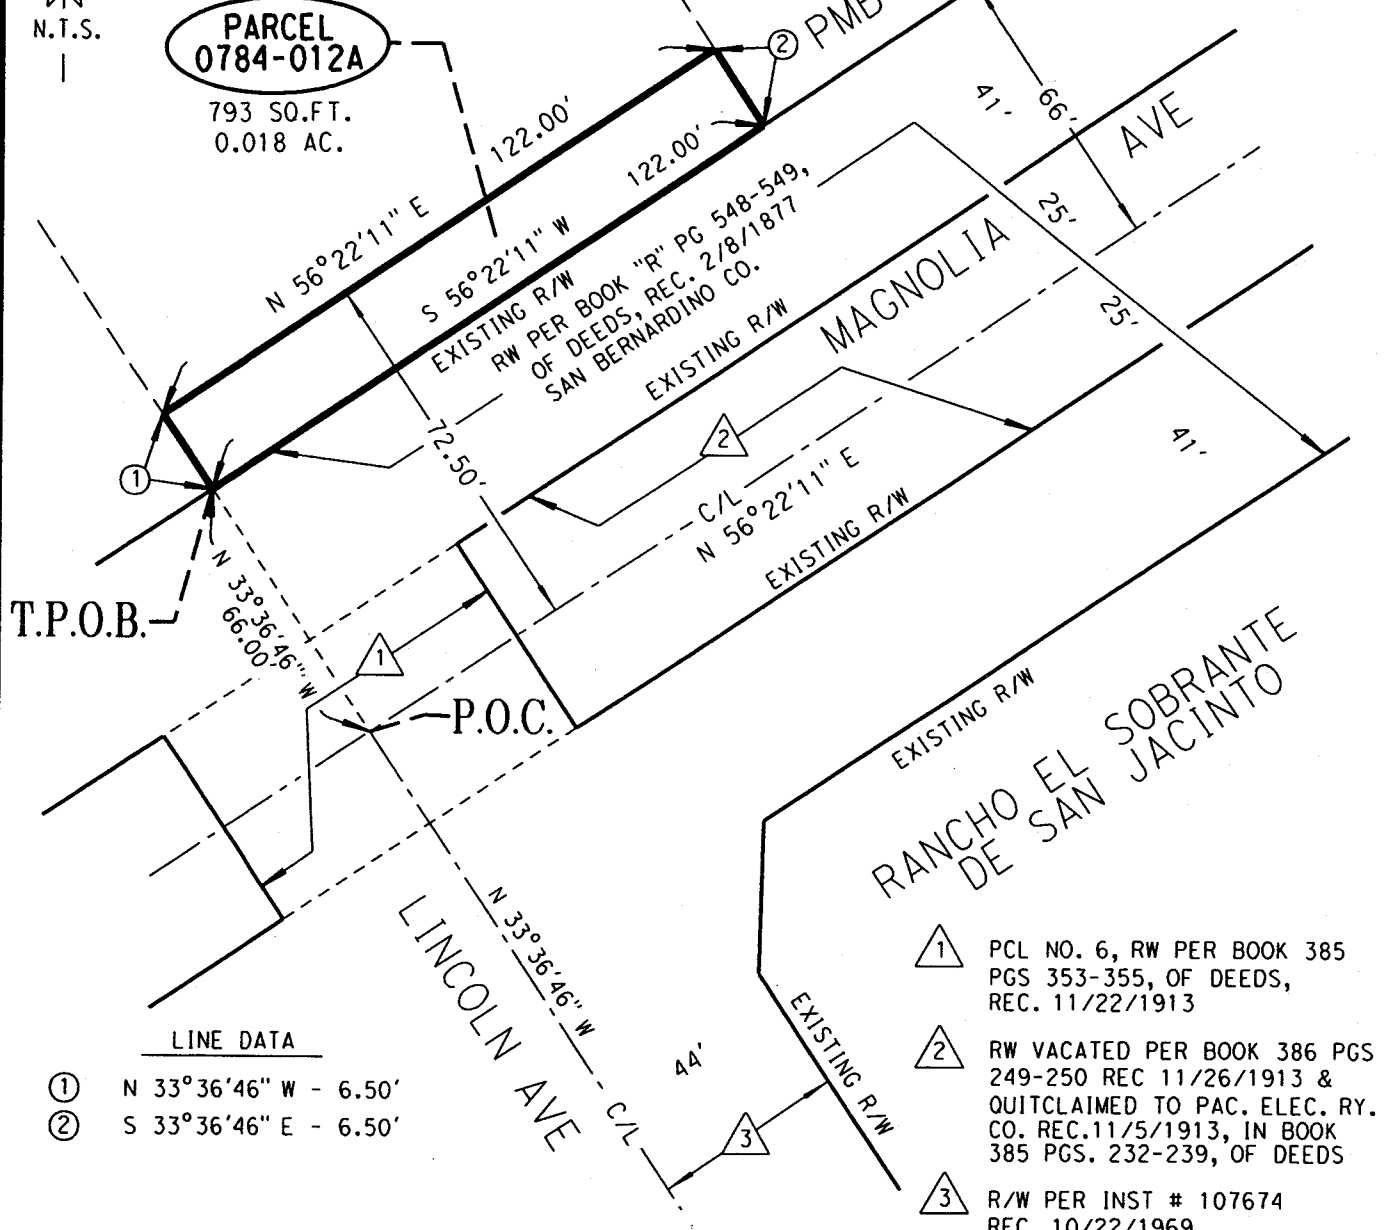 N.T.S.
PARCEL
0784-012A
793 SQ.FT.
0.018 AC.
② PMB
N 56°22'11" E 122.00'
S 56°22'11" W 122.00'
EXISTING R/W
RW PER BOOK "R" PG 548-549,
OF DEEDS, REC. 2/8/1877
SAN BERNARDINO CO.
EXISTING R/W
MAGNOLIA AVE
41'
66'
25'
25'
41'
72.50'
2
C/L
N 56°22'11" E
EXISTING R/W
①
T.P.O.B.
N 33°36'46" W
66.00'
1
P.O.C.
EXISTING R/W
RANCHO EL SOBRANTE
DE SAN JACINTO
LINCOLN AVE
N 33°36'46" W
C/L
44'
3
EXISTING R/W
LINE DATA
① N 33°36'46" W - 6.50'
② S 33°36'46" E - 6.50'
1 PCL NO. 6, RW PER BOOK 385
PGS 353-355, OF DEEDS,
REC. 11/22/1913
2 RW VACATED PER BOOK 386 PGS
249-250 REC 11/26/1913 &
QUITCLAIMED TO PAC. ELEC. RY.
CO. REC.11/5/1913, IN BOOK
385 PGS. 232-239, OF DEEDS
3 R/W PER INST # 107674
REC. 10/22/1969